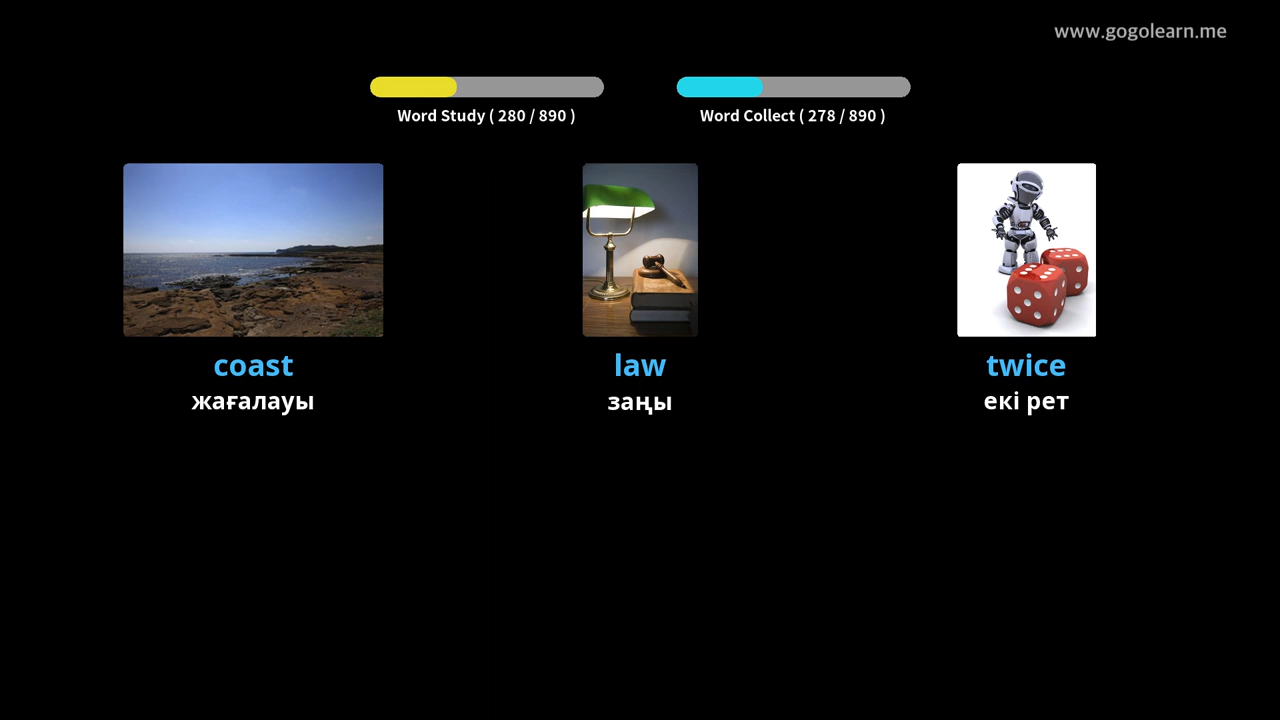 www.gogolearn.me
Word Study ( 280 / 890 )
Word Collect ( 278 / 890 )
coast
жағалауы
law
заңы
twice
екі рет